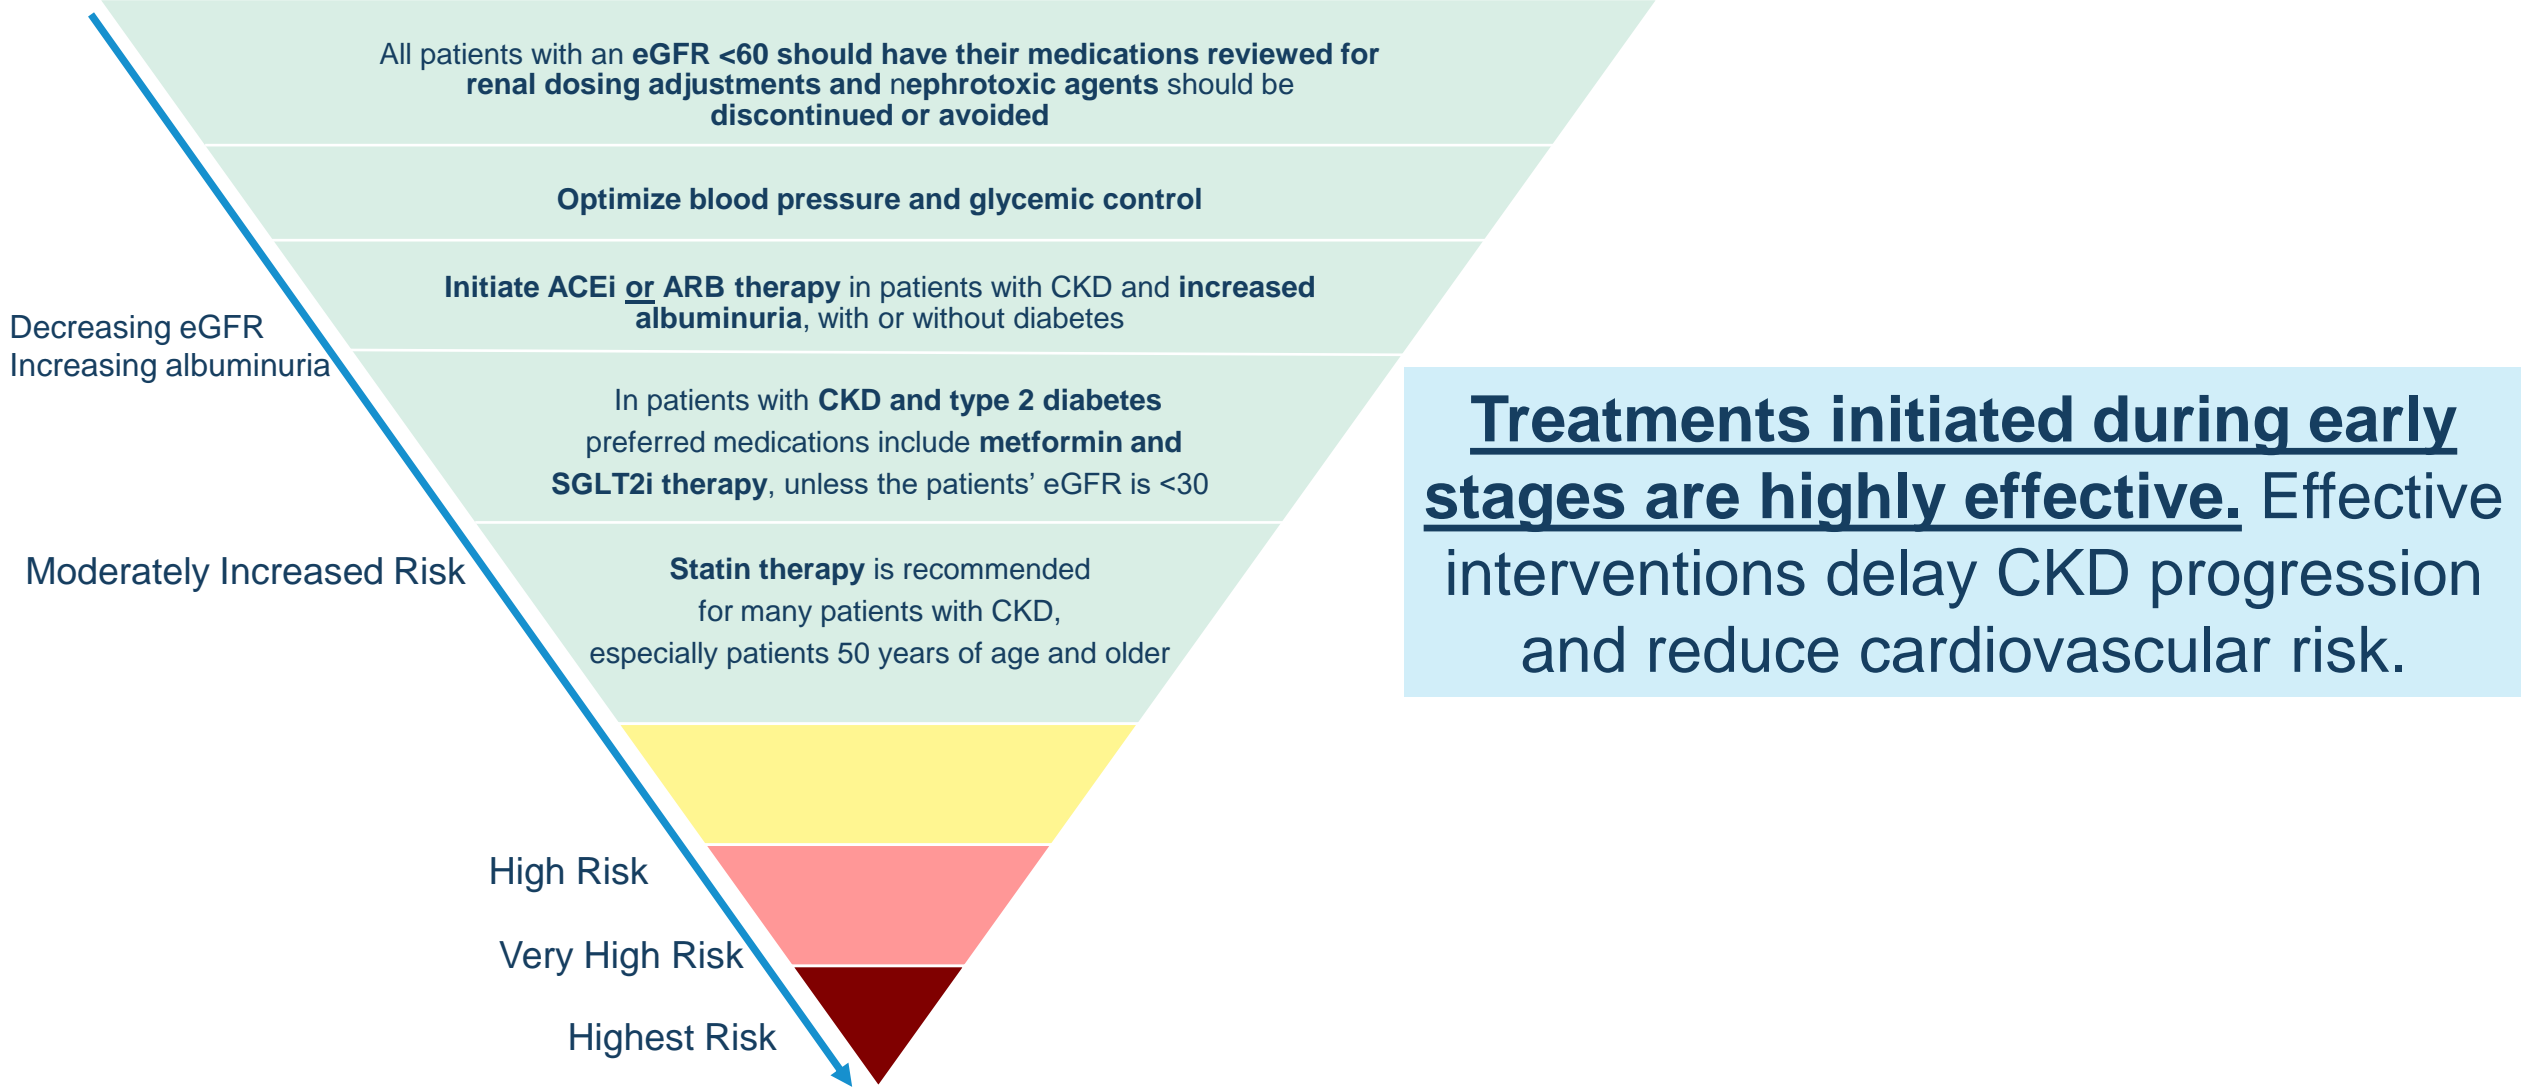 All patients with an eGFR <60 should have their medications reviewed for
renal dosing adjustments and nephrotoxic agents should be
discontinued or avoided
Optimize blood pressure and glycemic control
Initiate ACEi or ARB therapy in patients with CKD and increased
albuminuria, with or without diabetes
Decreasing eGFR
Increasing albuminuria
In patients with CKD and type 2 diabetes
preferred medications include metformin and
SGLT2i therapy, unless the patients’ eGFR is <30
Treatments initiated during early
stages are highly effective. Effective
interventions delay CKD progression
and reduce cardiovascular risk.
Moderately Increased Risk
Statin therapy is recommended
for many patients with CKD,
especially patients 50 years of age and older
High Risk
Very High Risk
Highest Risk